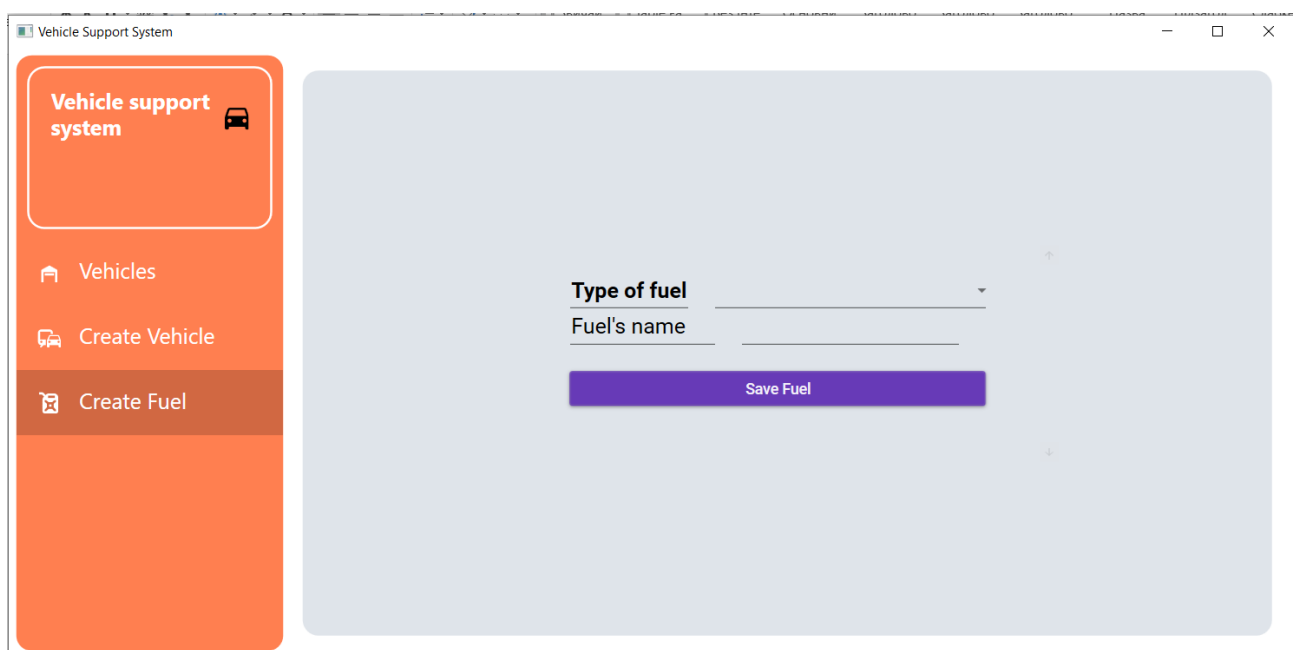 Vehicle Support System
Vehicle support
system
Vehicles
Create Vehicle
Create Fuel
Type of fuel
Fuel's name
Save Fuel